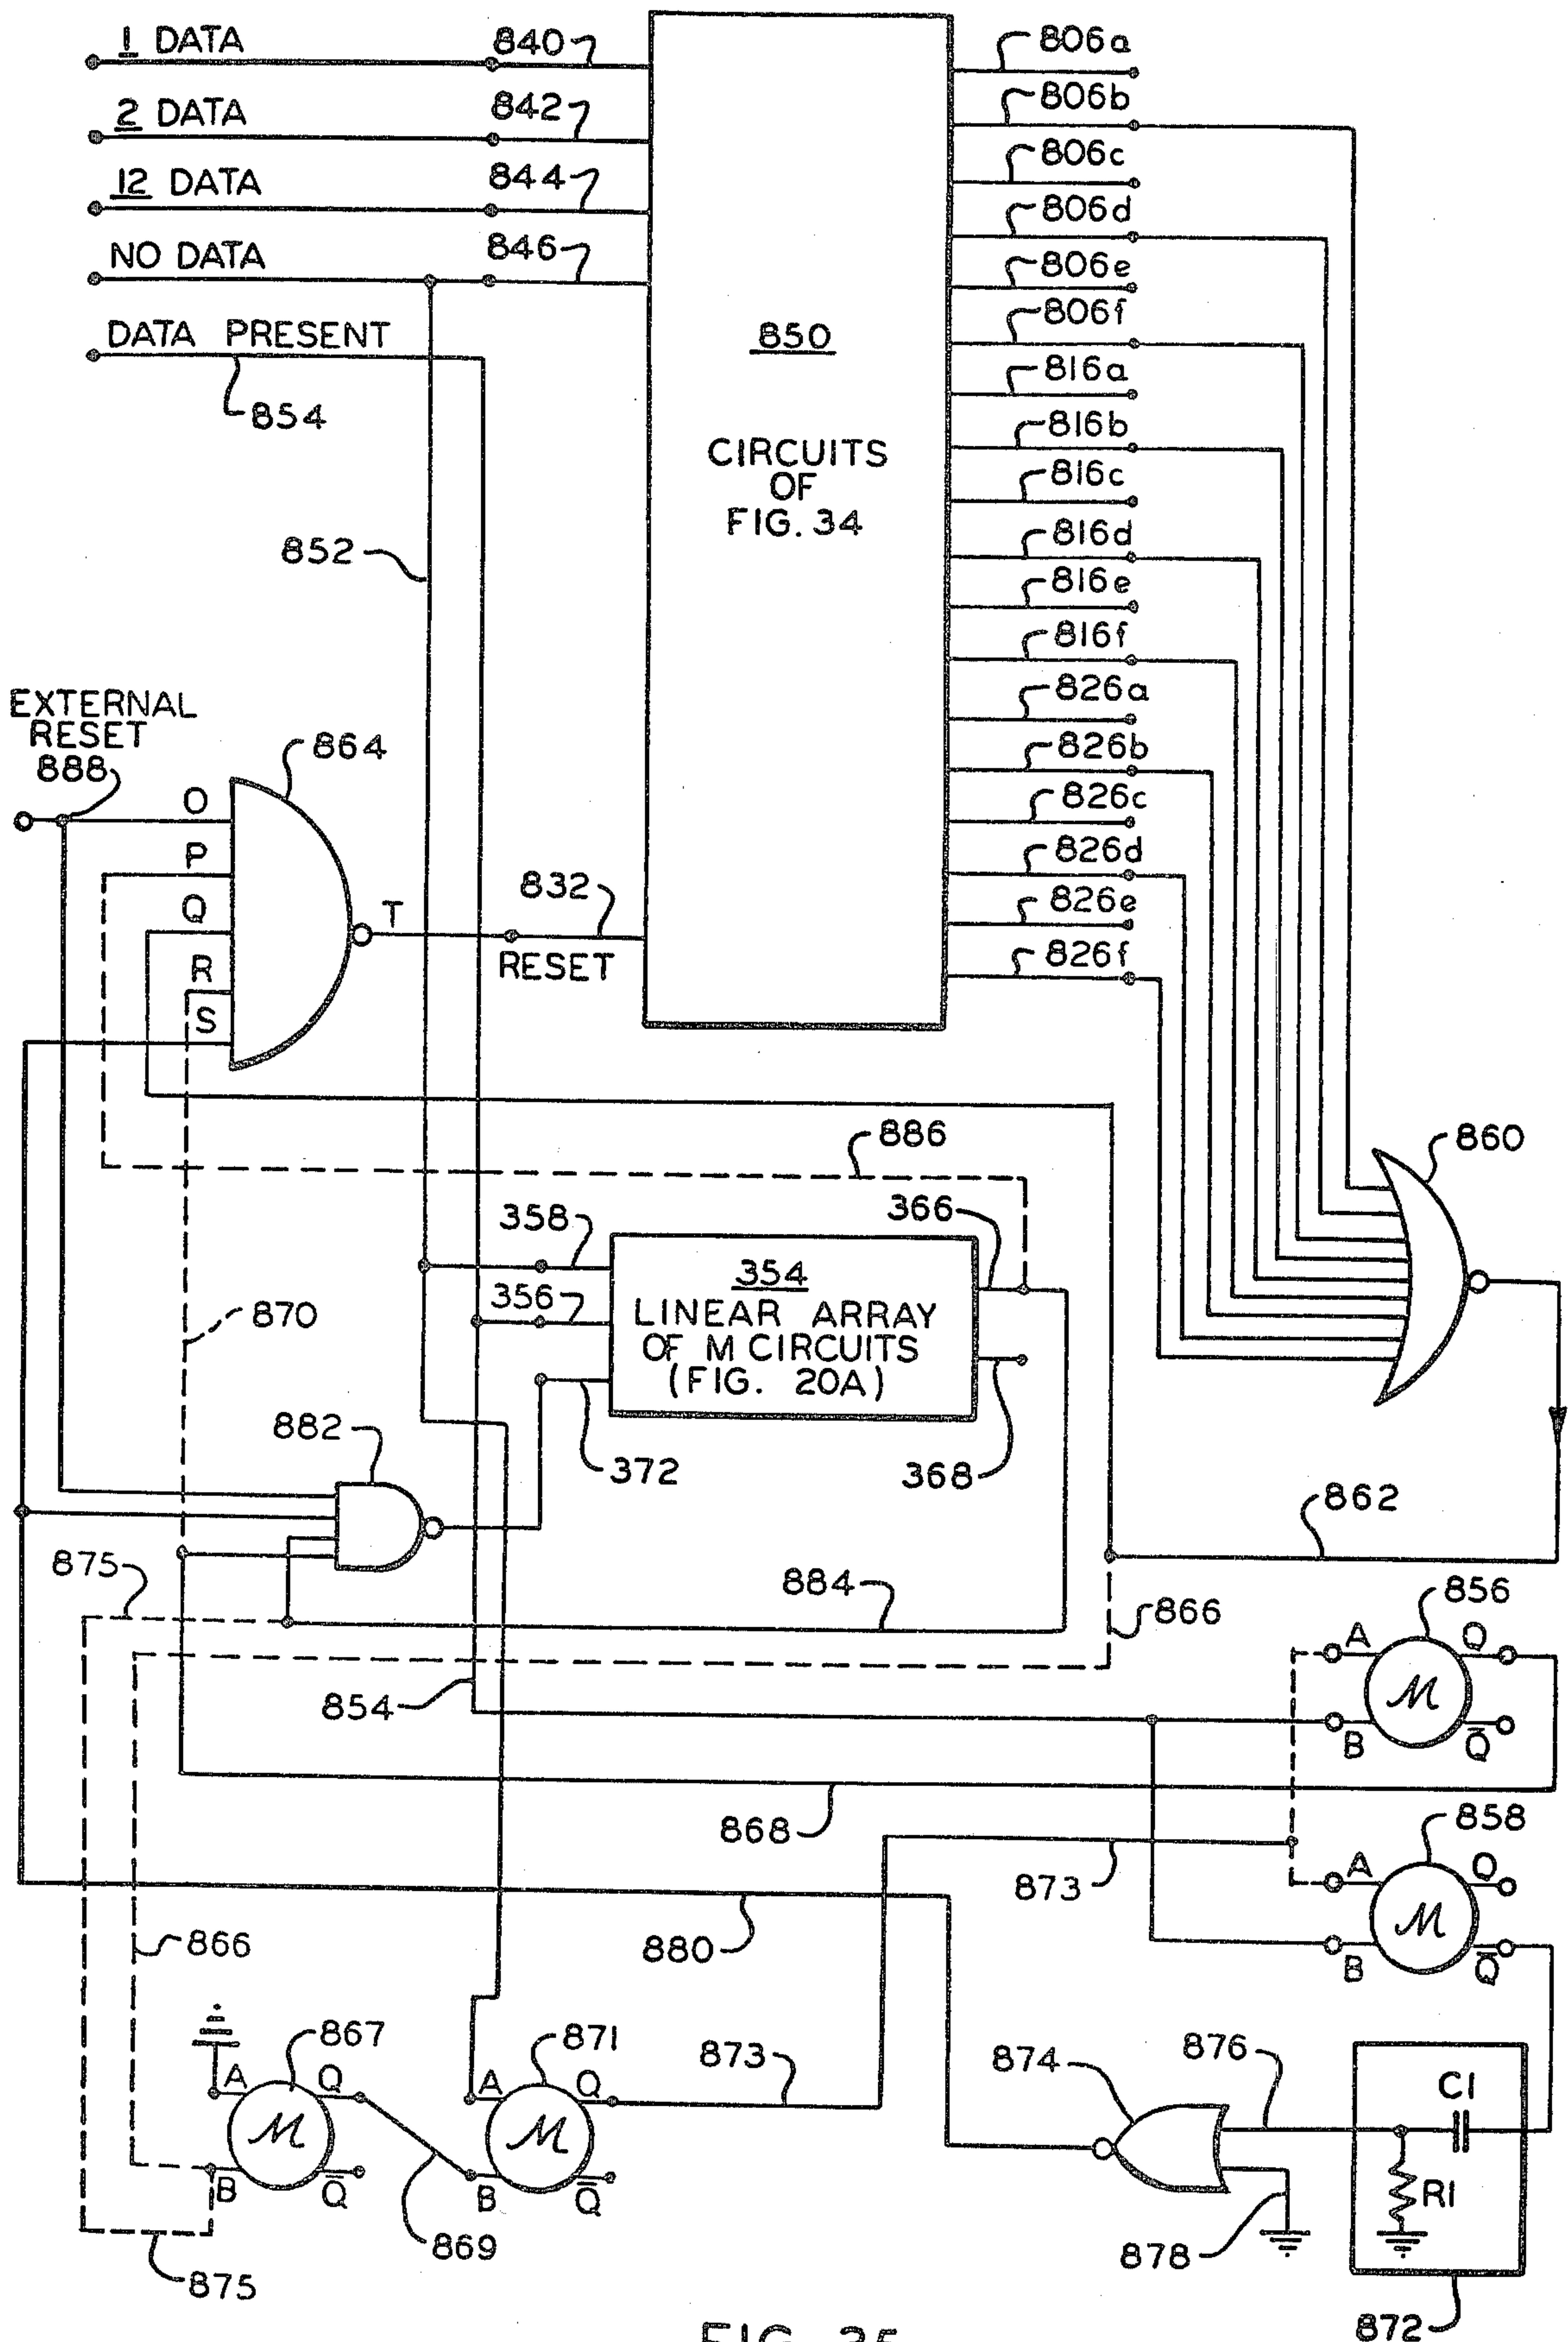 1 DATA
840
2 DATA
842
12 DATA
844
NO DATA
846
DATA PRESENT
854
852
850
CIRCUITS
OF
FIG. 34
806a
806b
806c
806d
806e
806f
816a
816b
816c
816d
816e
816f
826a
826b
826c
826d
826e
826f
EXTERNAL
RESET
888
864
O
P
Q
R
S
T
832
RESET
886
860
358
366
354
356
LINEAR ARRAY
OF M CIRCUITS
(FIG. 20A)
870
882
372
368
862
875
884
866
856
A
Q
M
B
Q̅
854
868
858
873
A
Q
M
B
Q̅
880
866
867
A
Q
M
B
Q̅
869
871
A
Q
M
B
Q̅
873
874
876
878
C1
R1
872
875
FIG. 35